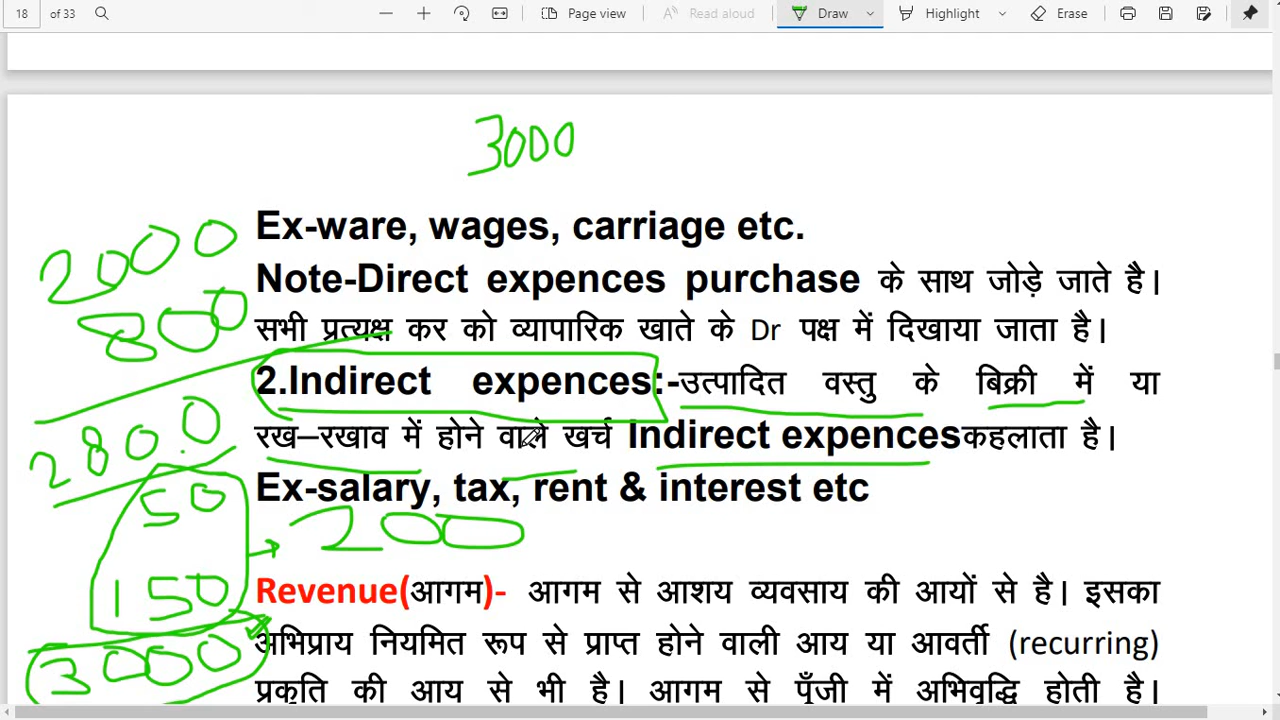 18 of 33 Page view Read aloud Draw Highlight Erase
3000
Ex-ware, wages, carriage etc.
2000
Note-Direct expences purchase के साथ जोड़े जाते है।
800
सभी प्रत्यक्ष कर को व्यापारिक खाते के Dr पक्ष में दिखाया जाता है।
2.Indirect expences:-उत्पादित वस्तु के बिक्री में या
रख–रखाव में होने वाले खर्च Indirect expencesकहलाता है।
2800
Ex-salary, tax, rent & interest etc
50
200
150
Revenue(आगम)- आगम से आशय व्यवसाय की आयों से है। इसका
अभिप्राय नियमित रूप से प्राप्त होने वाली आय या आवर्ती (recurring)
3000
प्रकृति की आय से भी है। आगम से पूँजी में अभिवृद्धि होती है।